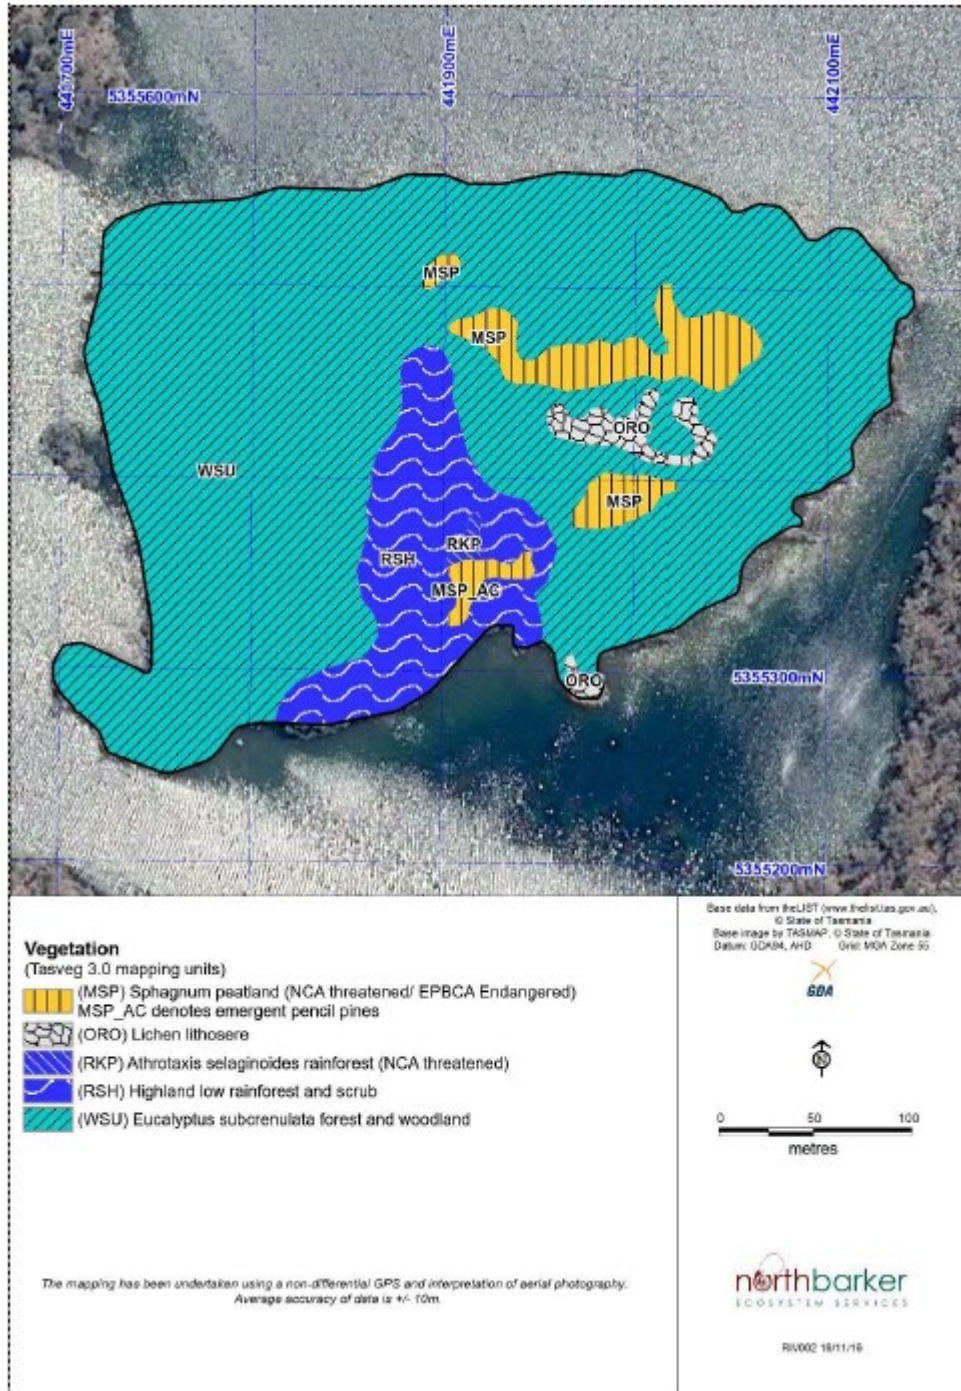 441700mE
441900mE
442100mE
5355600mN
MSP
MSP
ORO
WSU
MSP
RKP
RSH
MSP_AC
5355300mN
ORO
5355200mN
Vegetation
(Tasveg 3.0 mapping units)
(MSP) Sphagnum peatland (NCA threatened/ EPBCA Endangered)
MSP_AC denotes emergent pencil pines
(ORO) Lichen lithosere
(RKP) Athrotaxis selaginoides rainforest (NCA threatened)
(RSH) Highland low rainforest and scrub
(WSU) Eucalyptus subcrenulata forest and woodland
The mapping has been undertaken using a non-differential GPS and interpretation of aerial photography.
Average accuracy of data is +/- 10m.
Base data from theLIST (www.thelist.tas.gov.au),
© State of Tasmania
Base image by TASMAP, © State of Tasmania
Datum: GDA94, AHD Grid: MGA Zone 55
GDA
N
0 50 100
metres
northbarker
ECOSYSTEM SERVICES
RIV002 16/11/16